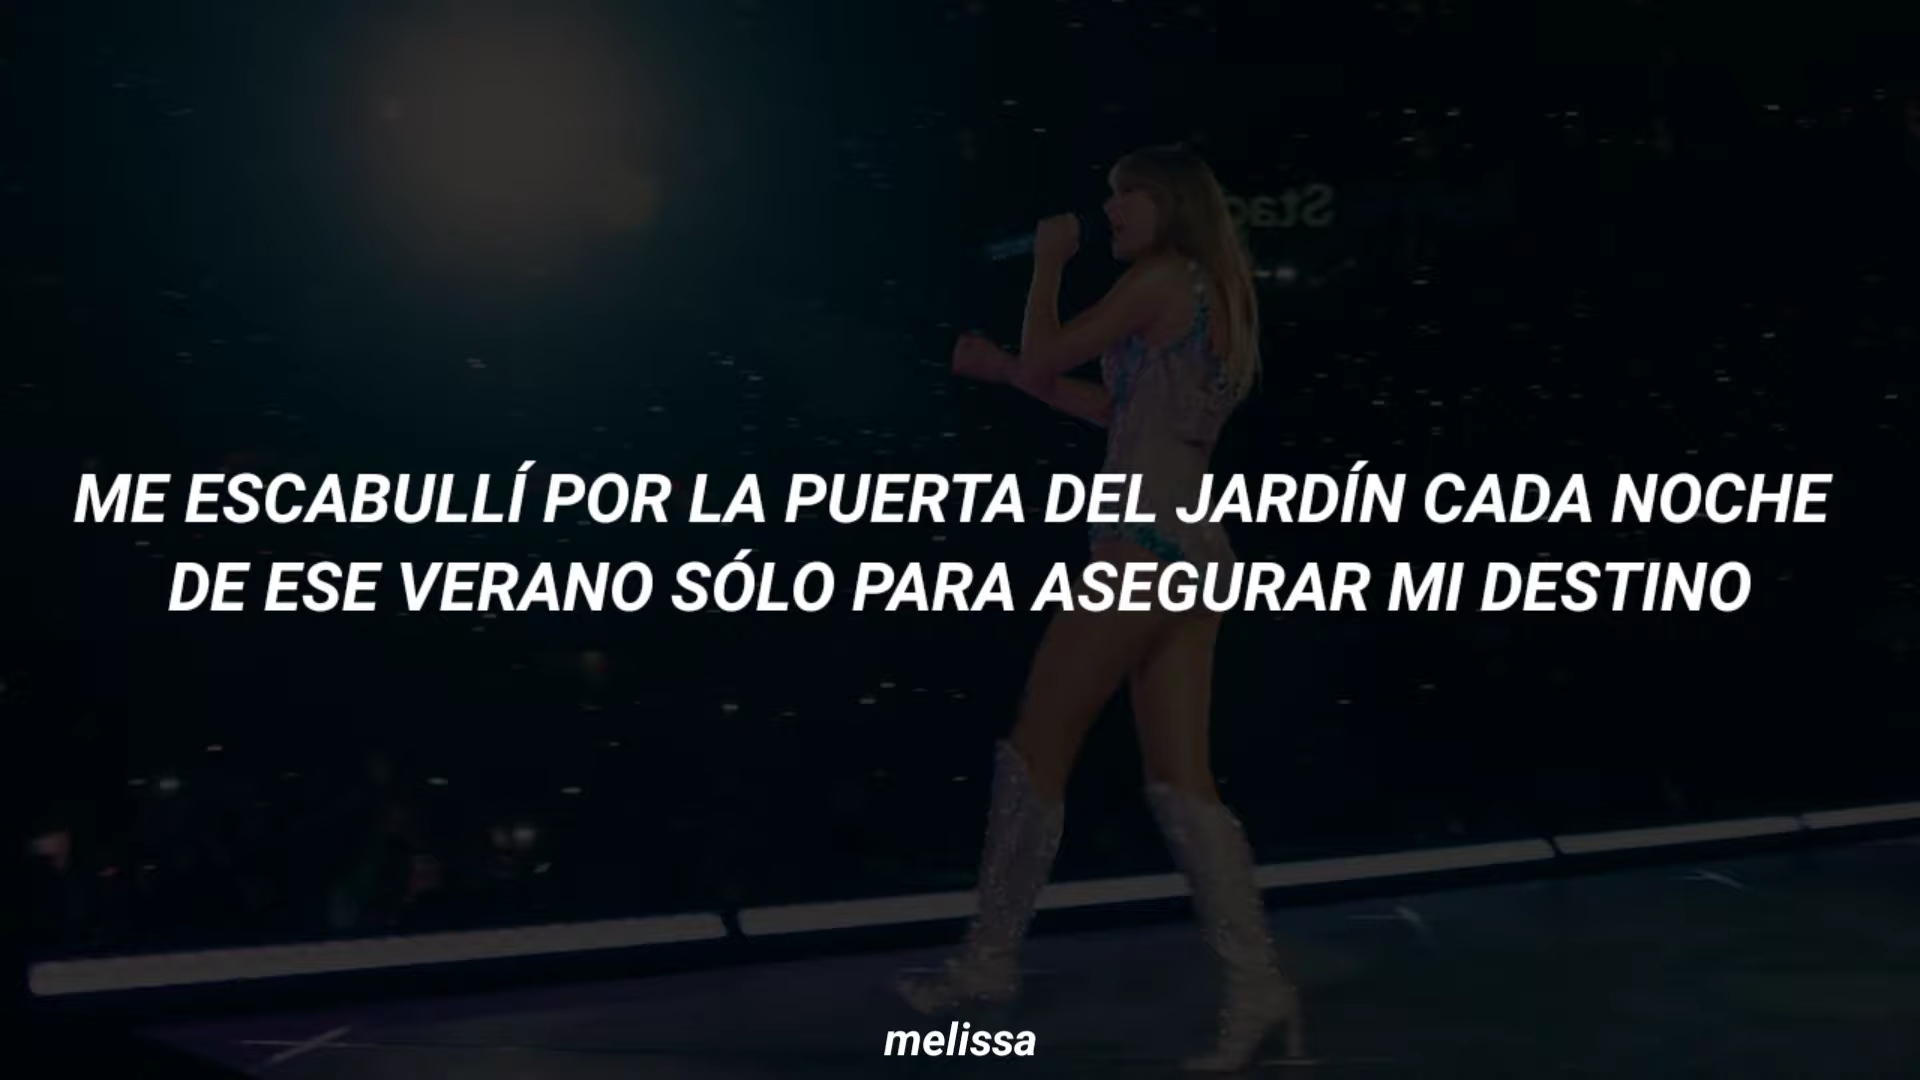 ME ESCABULLÍ POR LA PUERTA DEL JARDÍN CADA NOCHE
DE ESE VERANO SÓLO PARA ASEGURAR MI DESTINO
melissa